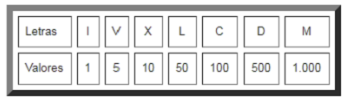 Letras I V X L C D M
Valores 1 5 10 50 100 500 1.000